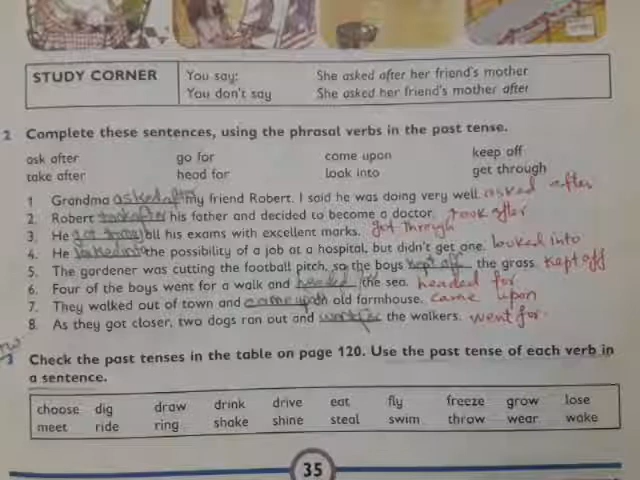 STUDY CORNER You say: She asked after her friend's mother
You don't say She asked her friend's mother after
2 Complete these sentences, using the phrasal verbs in the past tense.
ask after go for come upon keep off
take after head for look into get through
1 Grandma asked after my friend Robert. I said he was doing very well. asked after
2. Robert took after his father and decided to become a doctor. took after
3. He got throu all his exams with excellent marks. got through
4. He looked into the possibility of a job at a hospital, but didn't get one. looked into
5. The gardener was cutting the football pitch, so the boys kept off the grass. kept off
6. Four of the boys went for a walk and headed the sea. headed for
7. They walked out of town and came upon old farmhouse. came upon
8. As they got closer, two dogs ran out and went for the walkers. went for
3 Check the past tenses in the table on page 120. Use the past tense of each verb in
a sentence.
choose dig draw drink drive eat fly freeze grow lose
meet ride ring shake shine steal swim throw wear wake
35